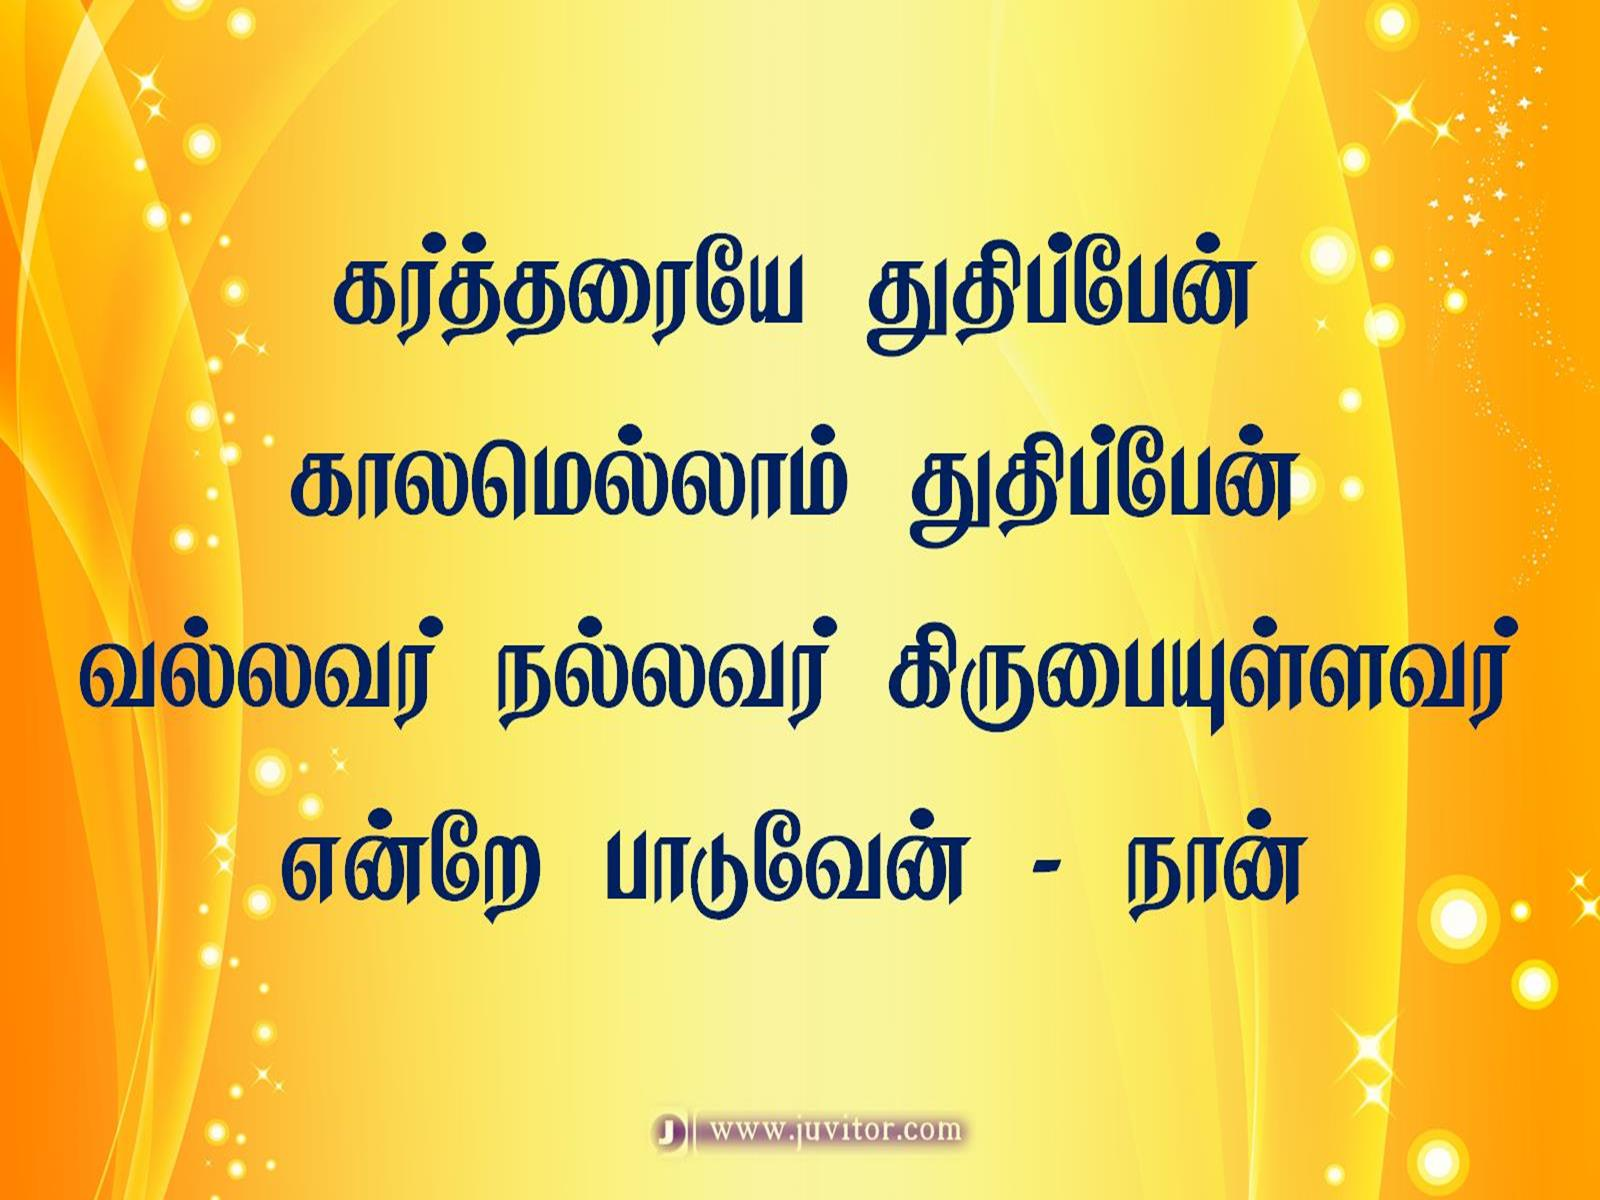 கர்த்தரையே துதிப்பேன்
காலமெல்லாம் துதிப்பேன்
வல்லவர் நல்லவர் கிருபையுள்ளவர்
என்றே பாடுவேன் - நான்
J www.juvitor.com